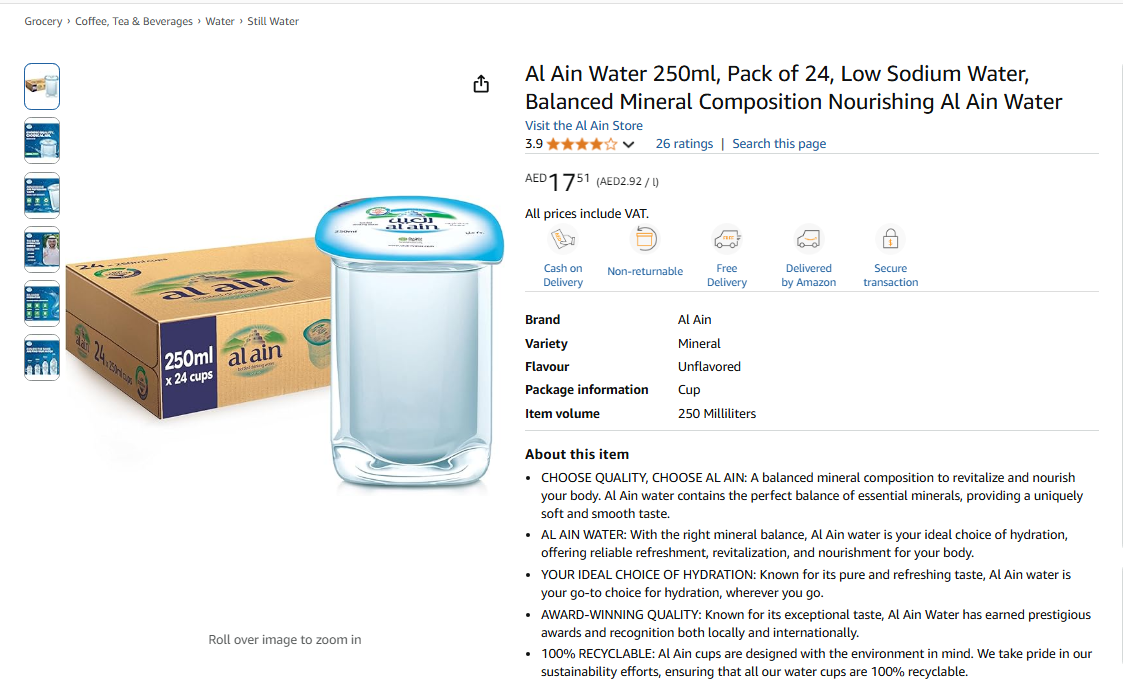 Grocery › Coffee, Tea & Beverages › Water › Still Water
Al Ain Water 250ml, Pack of 24, Low Sodium Water,
Balanced Mineral Composition Nourishing Al Ain Water
Visit the Al Ain Store
3.9
26 ratings | Search this page
AED17 51 (AED2.92 / l)
All prices include VAT.
Cash on Delivery
Non-returnable
FREE
Free Delivery
Delivered by Amazon
Secure transaction
Brand Al Ain
Variety Mineral
Flavour Unflavored
Package information Cup
Item volume 250 Milliliters
About this item
• CHOOSE QUALITY, CHOOSE AL AIN: A balanced mineral composition to revitalize and nourish
your body. Al Ain water contains the perfect balance of essential minerals, providing a uniquely
soft and smooth taste.
• AL AIN WATER: With the right mineral balance, Al Ain water is your ideal choice of hydration,
offering reliable refreshment, revitalization, and nourishment for your body.
• YOUR IDEAL CHOICE OF HYDRATION: Known for its pure and refreshing taste, Al Ain water is
your go-to choice for hydration, wherever you go.
• AWARD-WINNING QUALITY: Known for its exceptional taste, Al Ain Water has earned prestigious
awards and recognition both locally and internationally.
• 100% RECYCLABLE: Al Ain cups are designed with the environment in mind. We take pride in our
sustainability efforts, ensuring that all our water cups are 100% recyclable.
العين
al ain
250ml
al ain
24 x 250ml cups
al ain
250ml
x 24 cups
al ain
bottled drinking water
Roll over image to zoom in